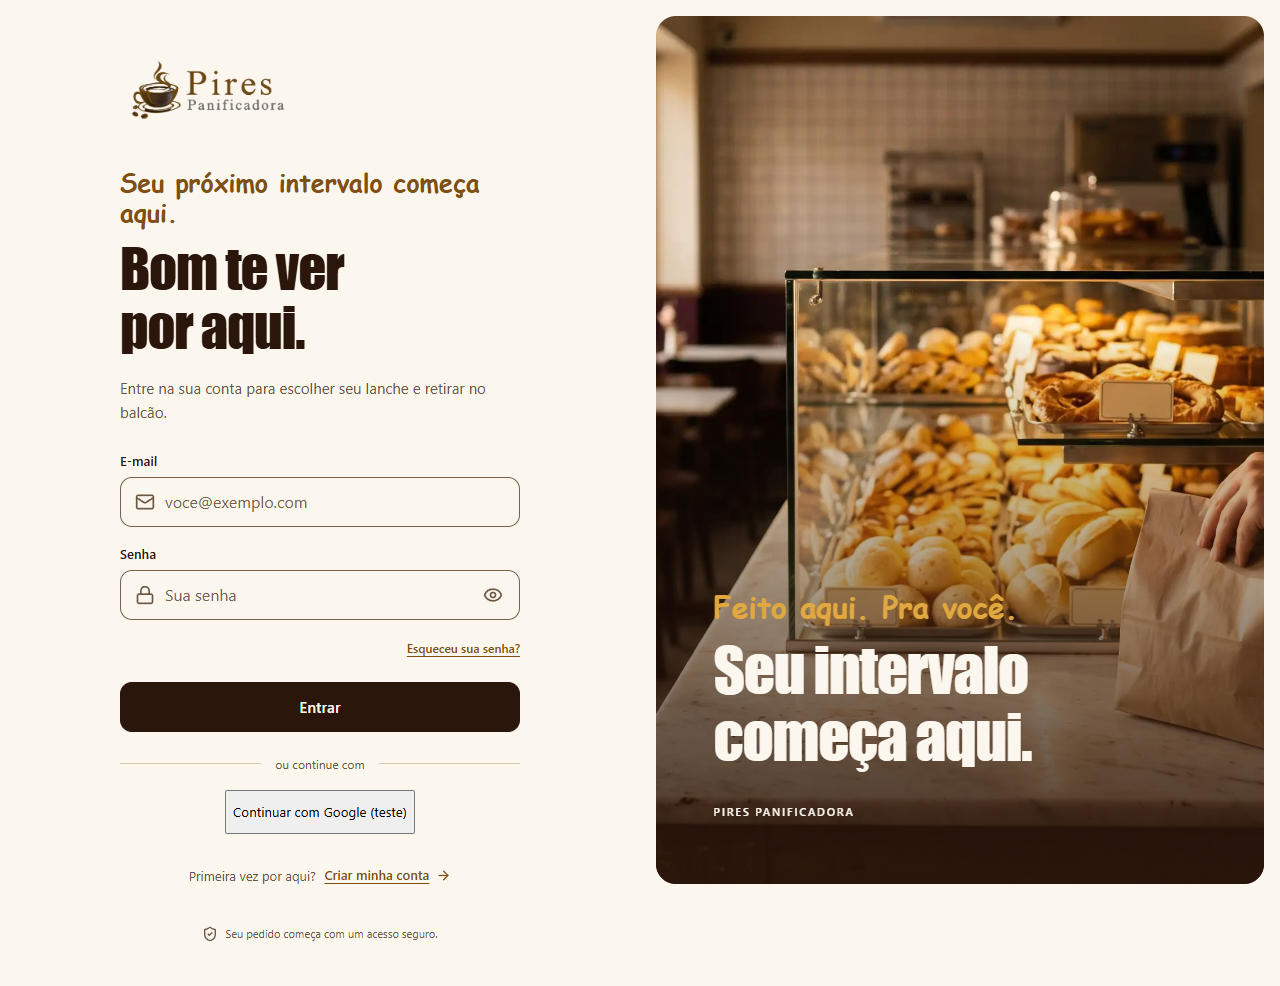 Pires
Panificadora
Seu próximo intervalo começa
aqui.
Bom te ver
por aqui.
Entre na sua conta para escolher seu lanche e retirar no
balcão.
E-mail
voce@exemplo.com
Senha
Sua senha
Esqueceu sua senha?
Entrar
ou continue com
Continuar com Google (teste)
Primeira vez por aqui? Criar minha conta →
Seu pedido começa com um acesso seguro.
Feito aqui. Pra você.
Seu intervalo
começa aqui.
PIRES PANIFICADORA